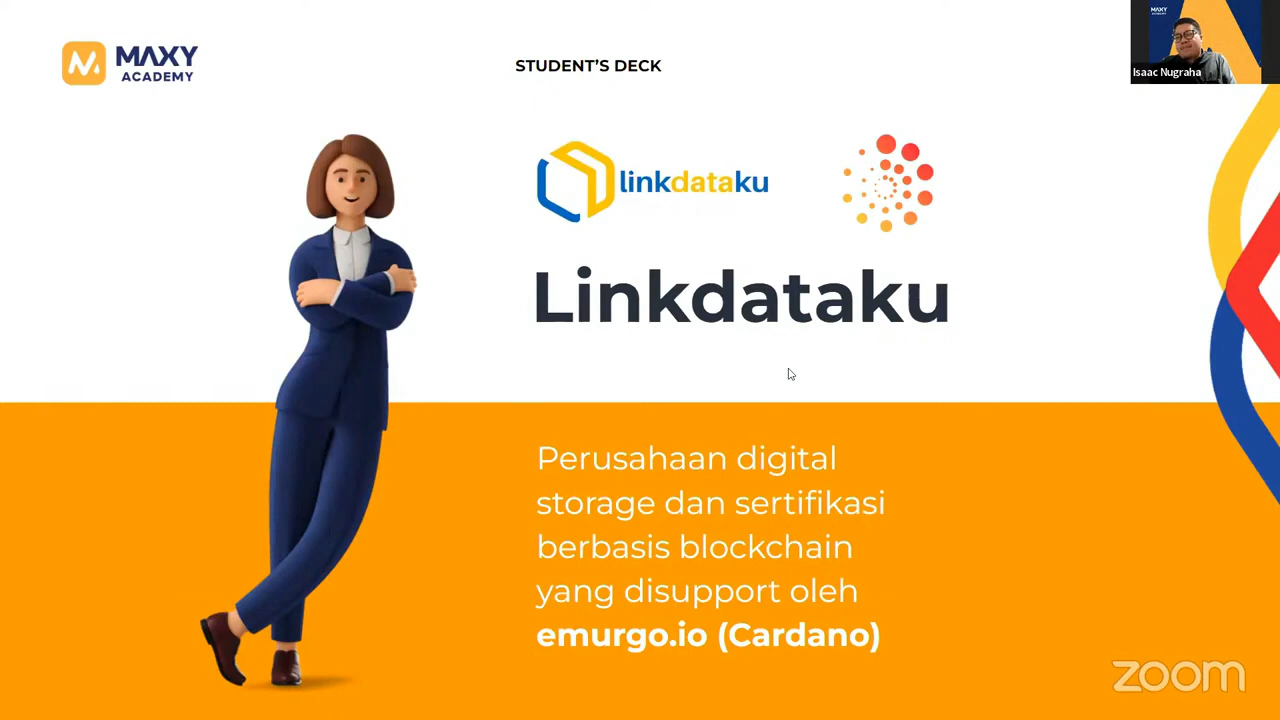 MAXY
ACADEMY
STUDENT'S DECK
MAXY
Isaac Nugraha
linkdataku
Linkdataku
Perusahaan digital
storage dan sertifikasi
berbasis blockchain
yang disupport oleh
emurgo.io (Cardano)
zoom